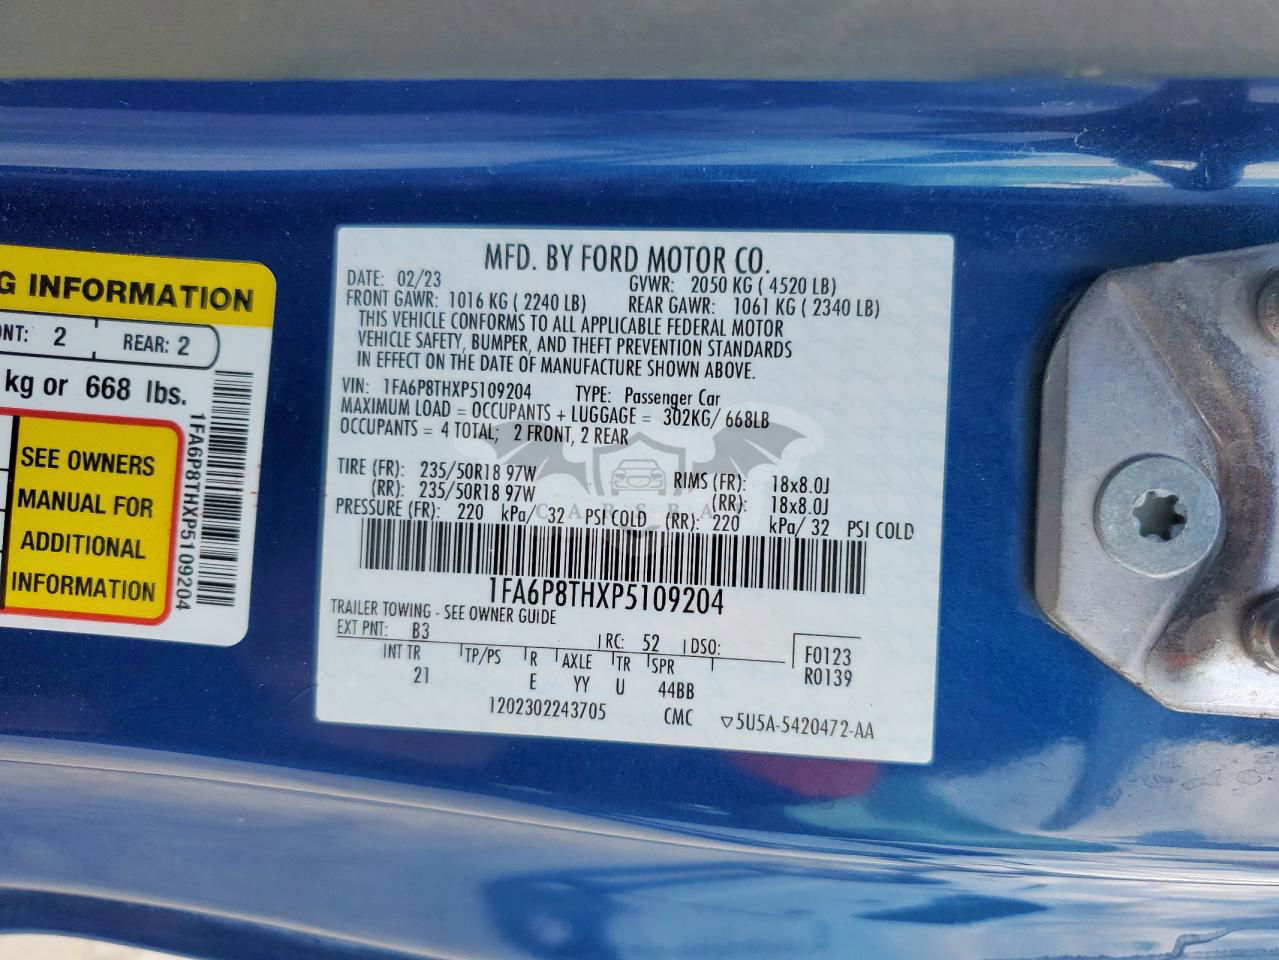 G INFORMATION
NT: 2 REAR: 2
kg or 668 lbs.
SEE OWNERS
MANUAL FOR
ADDITIONAL
INFORMATION
1FA6P8THXP5109204
MFD. BY FORD MOTOR CO.
DATE: 02/23 GVWR: 2050 KG ( 4520 LB)
FRONT GAWR: 1016 KG ( 2240 LB) REAR GAWR: 1061 KG ( 2340 LB)
THIS VEHICLE CONFORMS TO ALL APPLICABLE FEDERAL MOTOR
VEHICLE SAFETY, BUMPER, AND THEFT PREVENTION STANDARDS
IN EFFECT ON THE DATE OF MANUFACTURE SHOWN ABOVE.
VIN: 1FA6P8THXP5109204 TYPE: Passenger Car
MAXIMUM LOAD = OCCUPANTS + LUGGAGE = 302KG/ 668LB
OCCUPANTS = 4 TOTAL; 2 FRONT, 2 REAR
TIRE (FR): 235/50R18 97W RIMS (FR): 18x8.0J
(RR): 235/50R18 97W (RR): 18x8.0J
PRESSURE (FR): 220 kPa/ 32 PSI COLD (RR): 220 kPa/ 32 PSI COLD
1FA6P8THXP5109204
TRAILER TOWING - SEE OWNER GUIDE
EXT PNT: B3 RC: 52 DSO: F0123
INT TR TP/PS R AXLE TR SPR R0139
21 E YY U 44BB
1202302243705 CMC ▽5U5A-5420472-AA